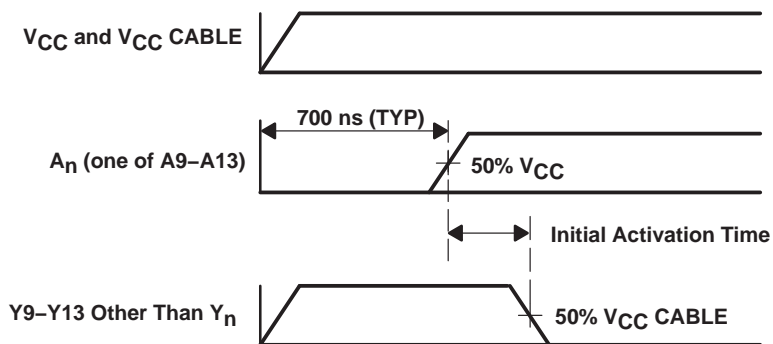 VCC and VCC CABLE
700 ns (TYP)
An (one of A9–A13)
50% VCC
Initial Activation Time
Y9–Y13 Other Than Yn
50% VCC CABLE